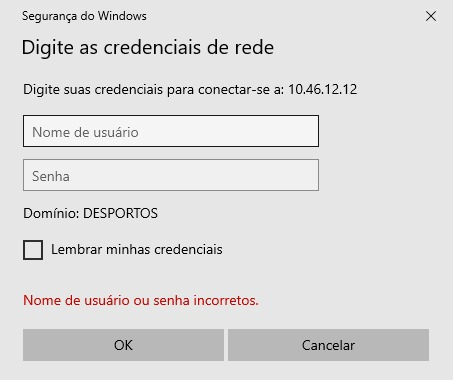 Segurança do Windows
Digite as credenciais de rede
Digite suas credenciais para conectar-se a: 10.46.12.12
Nome de usuário
Senha
Domínio: DESPORTOS
Lembrar minhas credenciais
Nome de usuário ou senha incorretos.
OK
Cancelar